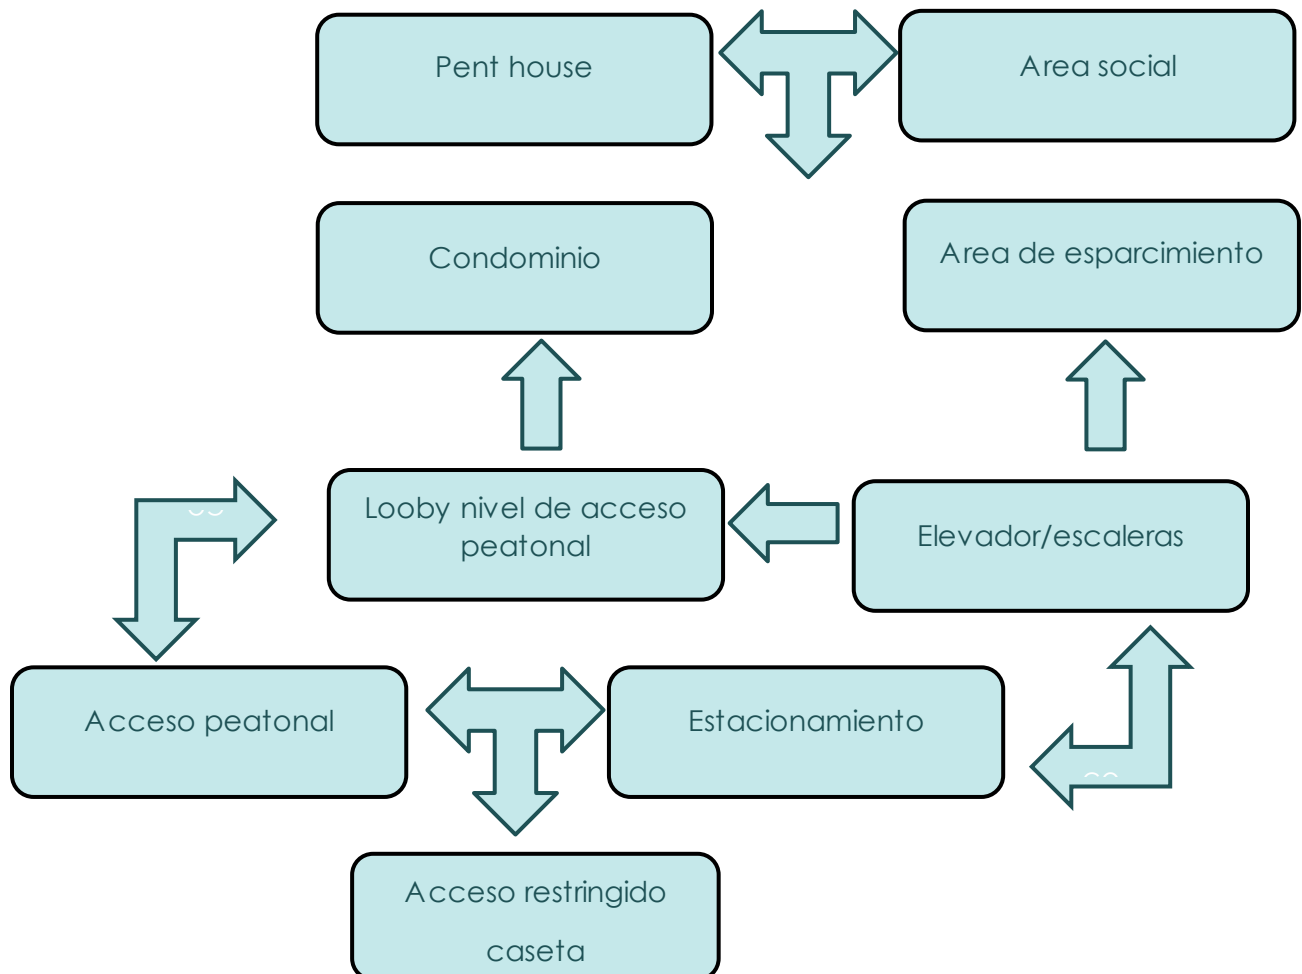 Pent house
Area social
Condominio
Area de esparcimiento
Looby nivel de acceso
peatonal
Elevador/escaleras
Acceso peatonal
Estacionamiento
Acceso restringido
caseta